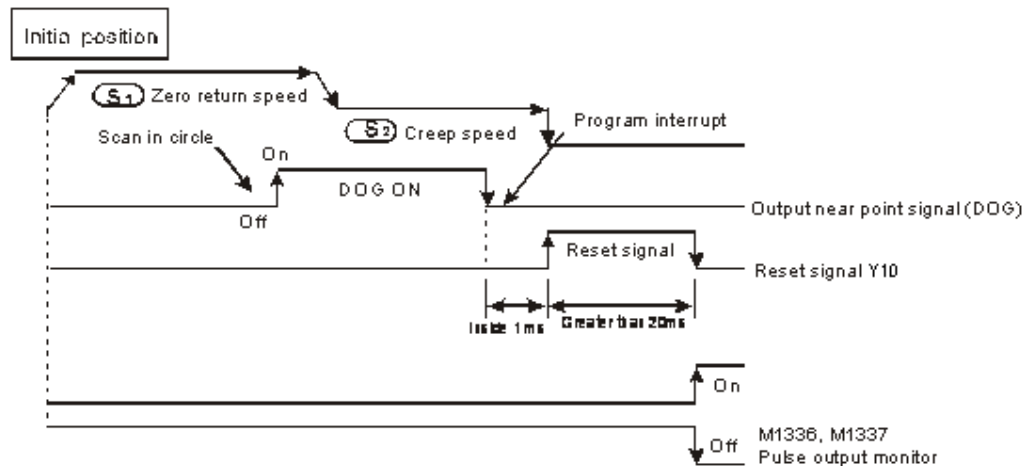 Initia position
S1 Zero return speed
S2 Creep speed
Program interrupt
Scan in circle
On
DOG ON
Off
Output near point signal (DOG)
Reset signal
Reset signal Y10
Inside 1ms
Greater than 20ms
On
Off
M1336, M1337
Pulse output monitor